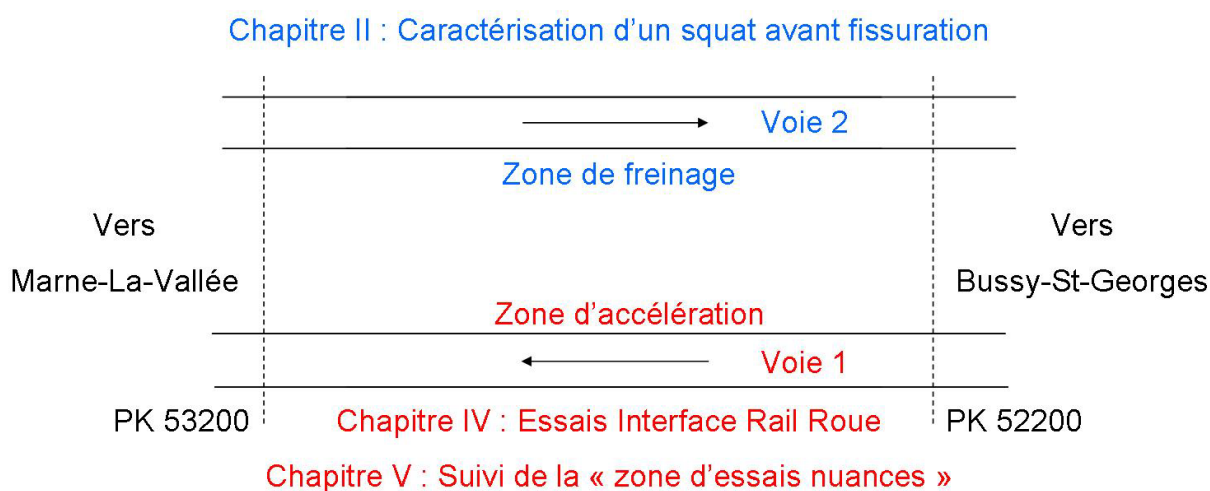 Chapitre II : Caractérisation d'un squat avant fissuration
Voie 2
Zone de freinage
Vers
Marne-La-Vallée
Vers
Bussy-St-Georges
Zone d'accélération
Voie 1
PK 53200
Chapitre IV : Essais Interface Rail Roue
PK 52200
Chapitre V : Suivi de la « zone d'essais nuances »